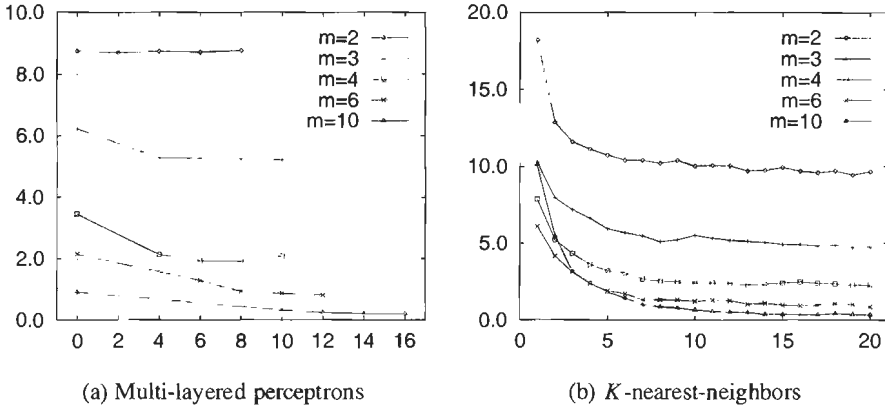 10.0
8.0
6.0
4.0
2.0
0.0
0 2 4 6 8 10 12 14 16
m=2
m=3
m=4
m=6
m=10
(a) Multi-layered perceptrons
20.0
15.0
10.0
5.0
0.0
0 5 10 15 20
m=2
m=3
m=4
m=6
m=10
(b) K-nearest-neighbors